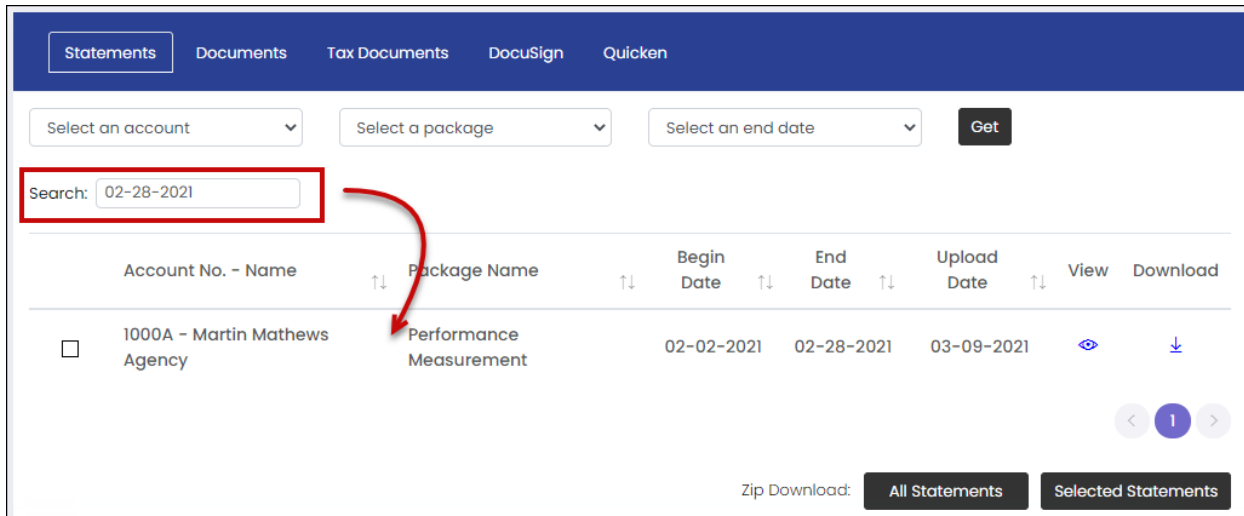 Statements Documents Tax Documents DocuSign Quicken
Select an account Select a package Select an end date Get
Search: 02-28-2021
Account No. - Name Package Name Begin Date End Date Upload Date View Download
1000A - Martin Mathews Agency Performance Measurement 02-02-2021 02-28-2021 03-09-2021
< 1 >
Zip Download: All Statements Selected Statements